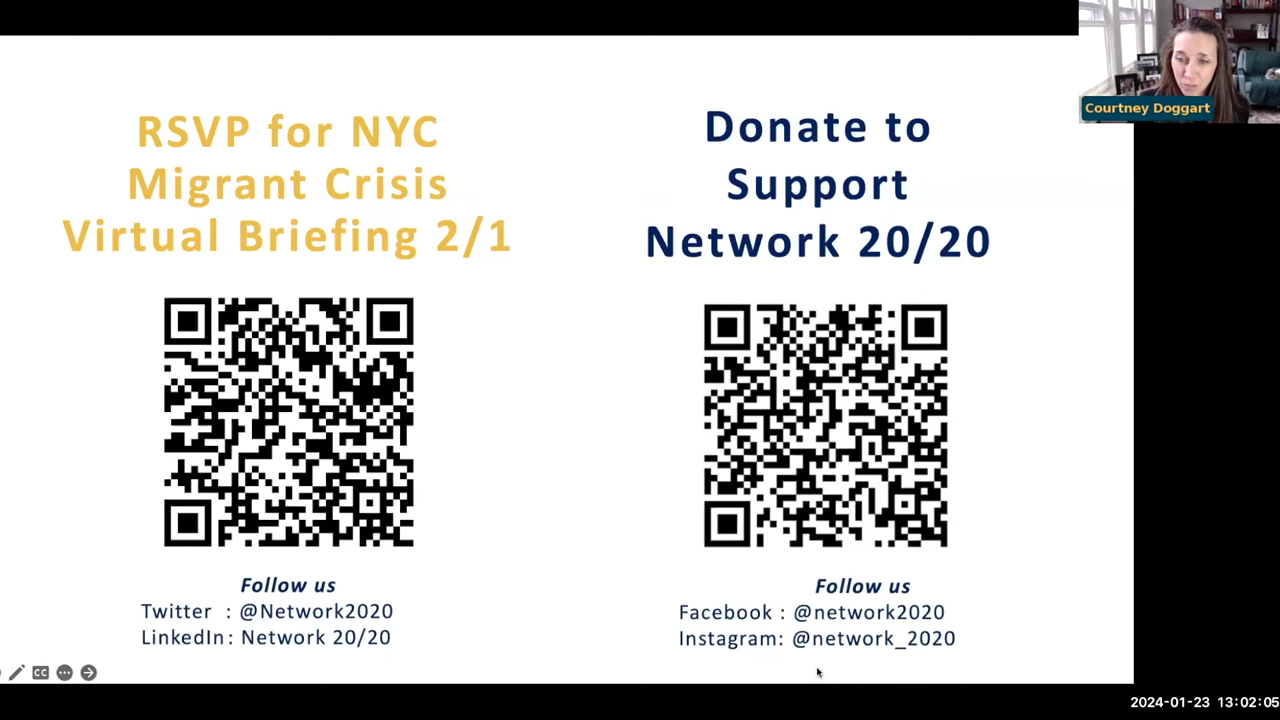 Courtney Doggart
RSVP for NYC
Migrant Crisis
Virtual Briefing 2/1
Donate to
Support
Network 20/20
Follow us
Twitter : @Network2020
LinkedIn: Network 20/20
Follow us
Facebook : @network2020
Instagram: @network_2020
CC
2024-01-23 13:02:05